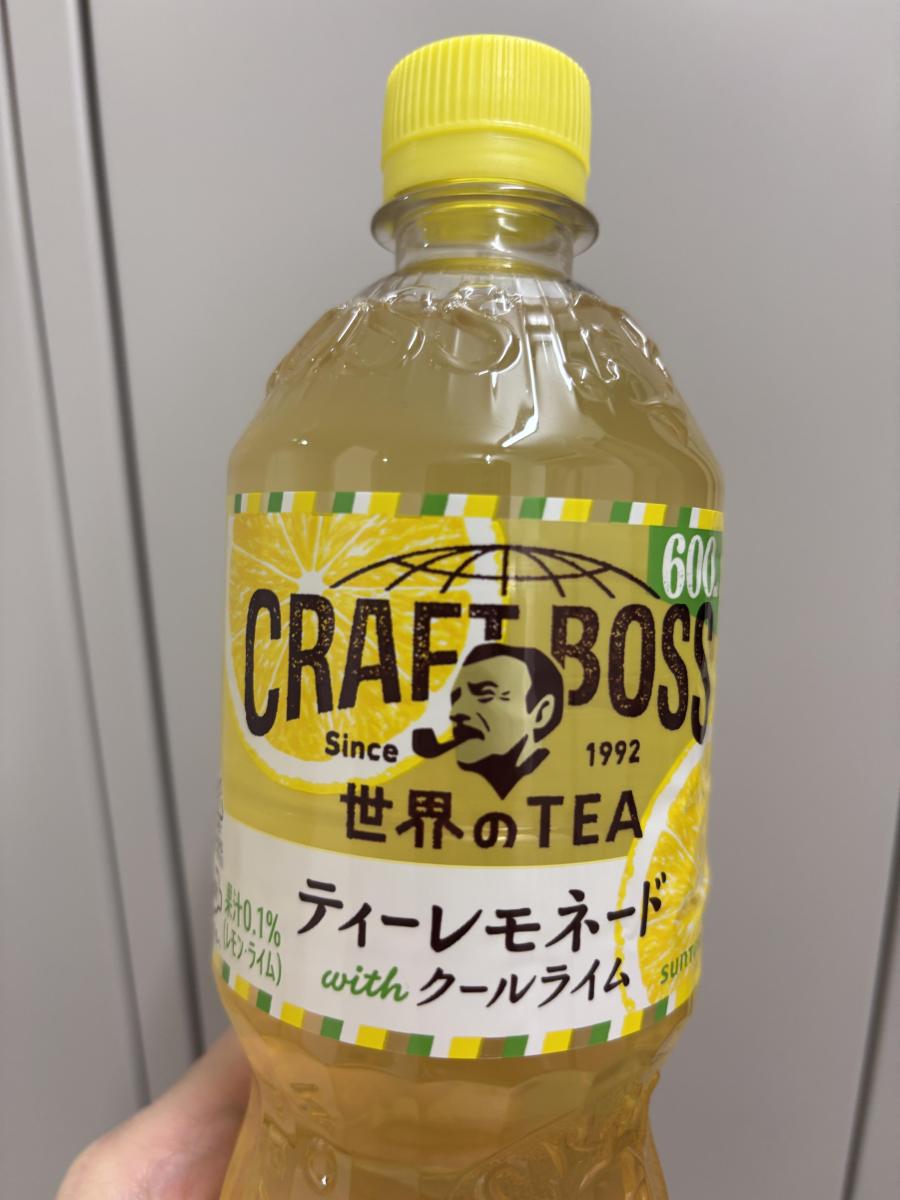 BOSS
600
CRAFT BOSS
Since 1992
世界のTEA
ティーレモネード
with クールライム
果汁0.1%
(レモン・ライム)